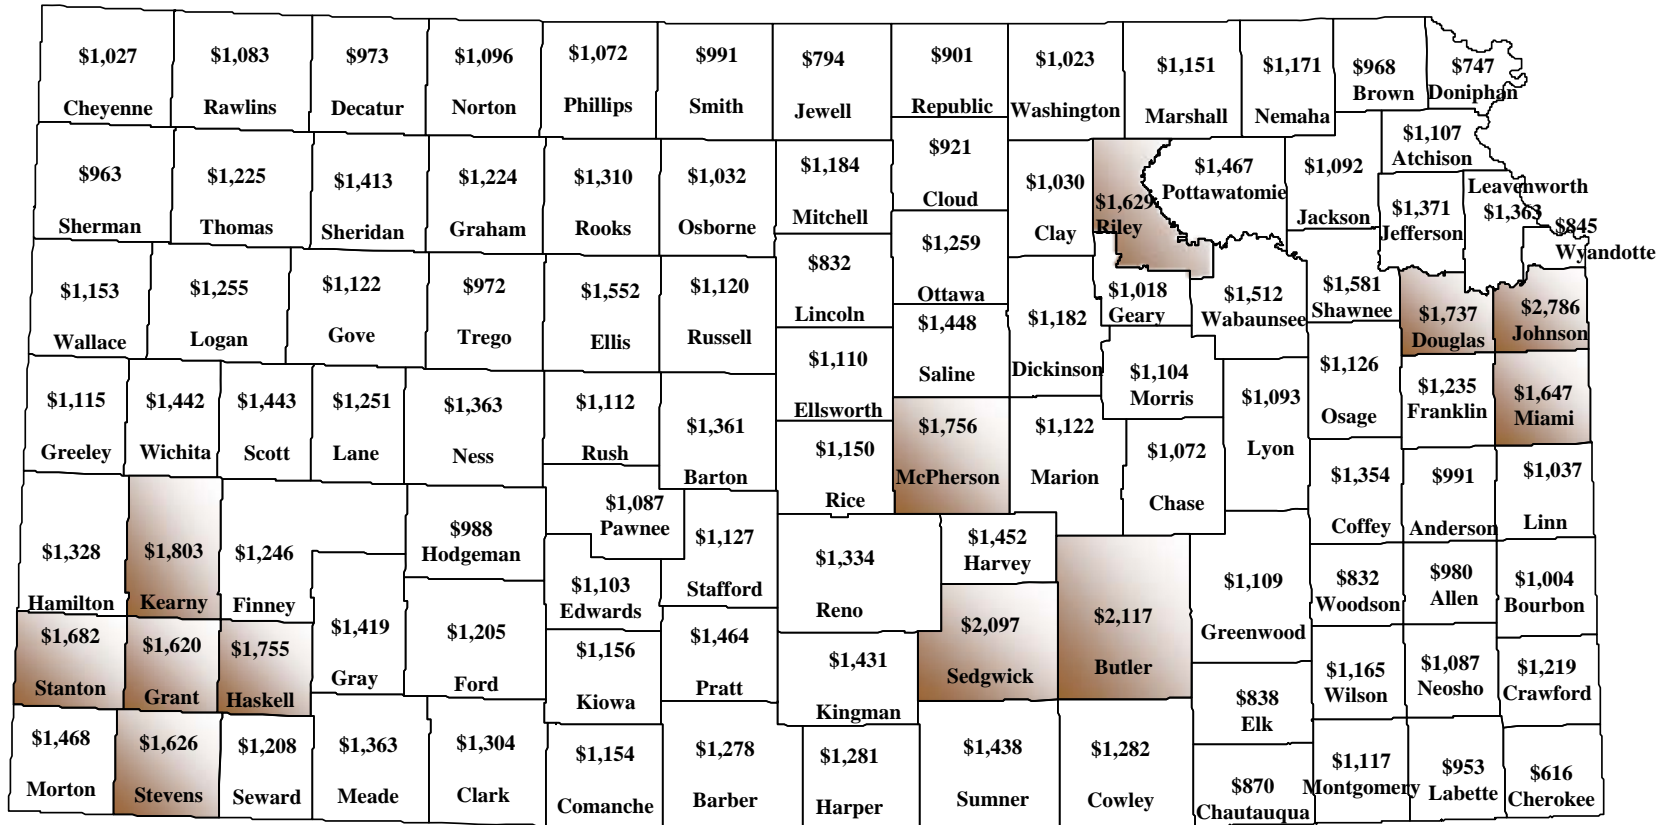 $1,027
Cheyenne
$1,083
Rawlins
$973
Decatur
$1,096
Norton
$1,072
Phillips
$991
Smith
$794
Jewell
$901
Republic
$1,023
Washington
$1,151
Marshall
$1,171
Nemaha
$968
Brown
$747
Doniphan
$963
Sherman
$1,225
Thomas
$1,413
Sheridan
$1,224
Graham
$1,310
Rooks
$1,032
Osborne
$1,184
Mitchell
$921
Cloud
$1,030
Clay
$1,629
Riley
$1,467
Pottawatomie
$1,092
Jackson
$1,107
Atchison
$1,371
Jefferson
Leavenworth
$1,363
$845
Wyandotte
$1,153
Wallace
$1,255
Logan
$1,122
Gove
$972
Trego
$1,552
Ellis
$1,120
Russell
$832
Lincoln
$1,259
Ottawa
$1,448
Saline
$1,182
Dickinson
$1,018
Geary
$1,512
Wabaunsee
$1,581
Shawnee
$1,737
Douglas
$2,786
Johnson
$1,115
Greeley
$1,442
Wichita
$1,443
Scott
$1,251
Lane
$1,363
Ness
$1,112
Rush
$1,361
Barton
$1,110
Ellsworth
$1,150
Rice
$1,756
McPherson
$1,122
Marion
$1,104
Morris
$1,072
Chase
$1,093
Lyon
$1,126
Osage
$1,235
Franklin
$1,647
Miami
$1,354
Coffey
$991
Anderson
$1,037
Linn
$1,328
Hamilton
$1,803
Kearny
$1,246
Finney
$988
Hodgeman
$1,087
Pawnee
$1,103
Edwards
$1,127
Stafford
$1,334
Reno
$1,452
Harvey
$2,097
Sedgwick
$2,117
Butler
$1,109
Greenwood
$832
Woodson
$980
Allen
$1,004
Bourbon
$1,682
Stanton
$1,620
Grant
$1,755
Haskell
$1,419
Gray
$1,205
Ford
$1,156
Kiowa
$1,464
Pratt
$1,431
Kingman
$838
Elk
$1,165
Wilson
$1,087
Neosho
$1,219
Crawford
$1,468
Morton
$1,626
Stevens
$1,208
Seward
$1,363
Meade
$1,304
Clark
$1,154
Comanche
$1,278
Barber
$1,281
Harper
$1,438
Sumner
$1,282
Cowley
$870
Chautauqua
$1,117
Montgomery
$953
Labette
$616
Cherokee